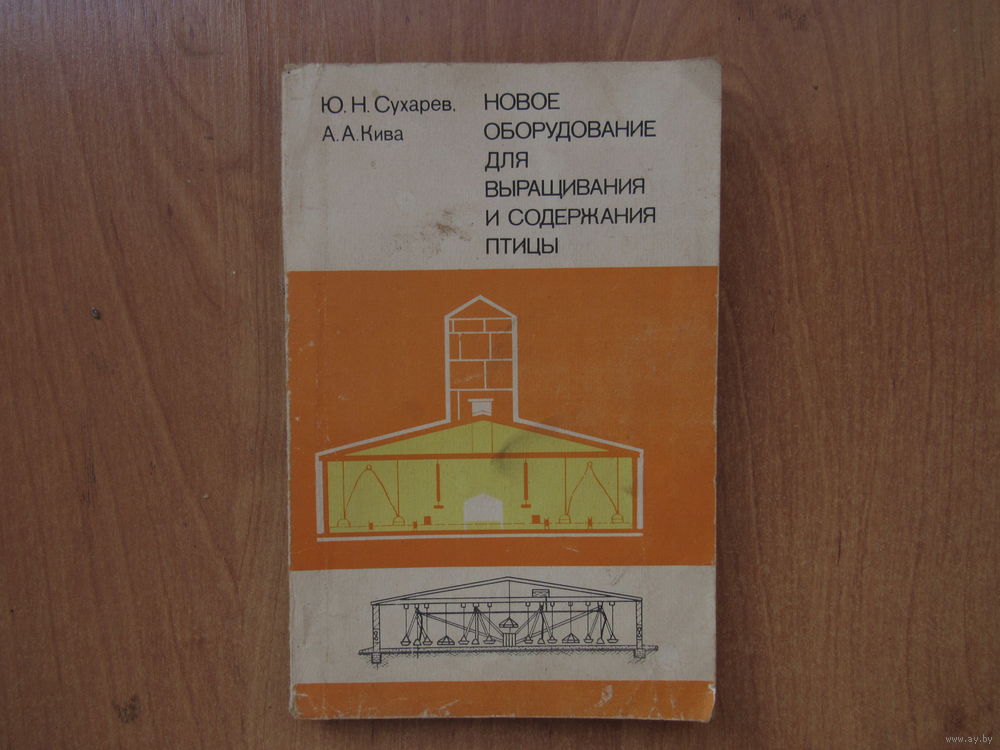 Ю. Н. Сухарев,
А. А. Кива
НОВОЕ
ОБОРУДОВАНИЕ
ДЛЯ
ВЫРАЩИВАНИЯ
И СОДЕРЖАНИЯ
ПТИЦЫ
www.ay.by